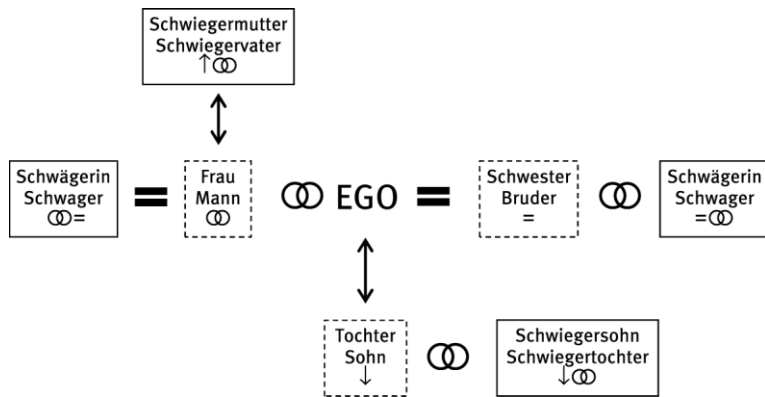 Schwiegermutter
Schwiegervater
↑⚭
Schwägerin
Schwager
⚭=
=
Frau
Mann
⚭
⚭ EGO =
Schwester
Bruder
=
⚭
Schwägerin
Schwager
=⚭
Tochter
Sohn
↓
⚭
Schwiegersohn
Schwiegertochter
↓⚭